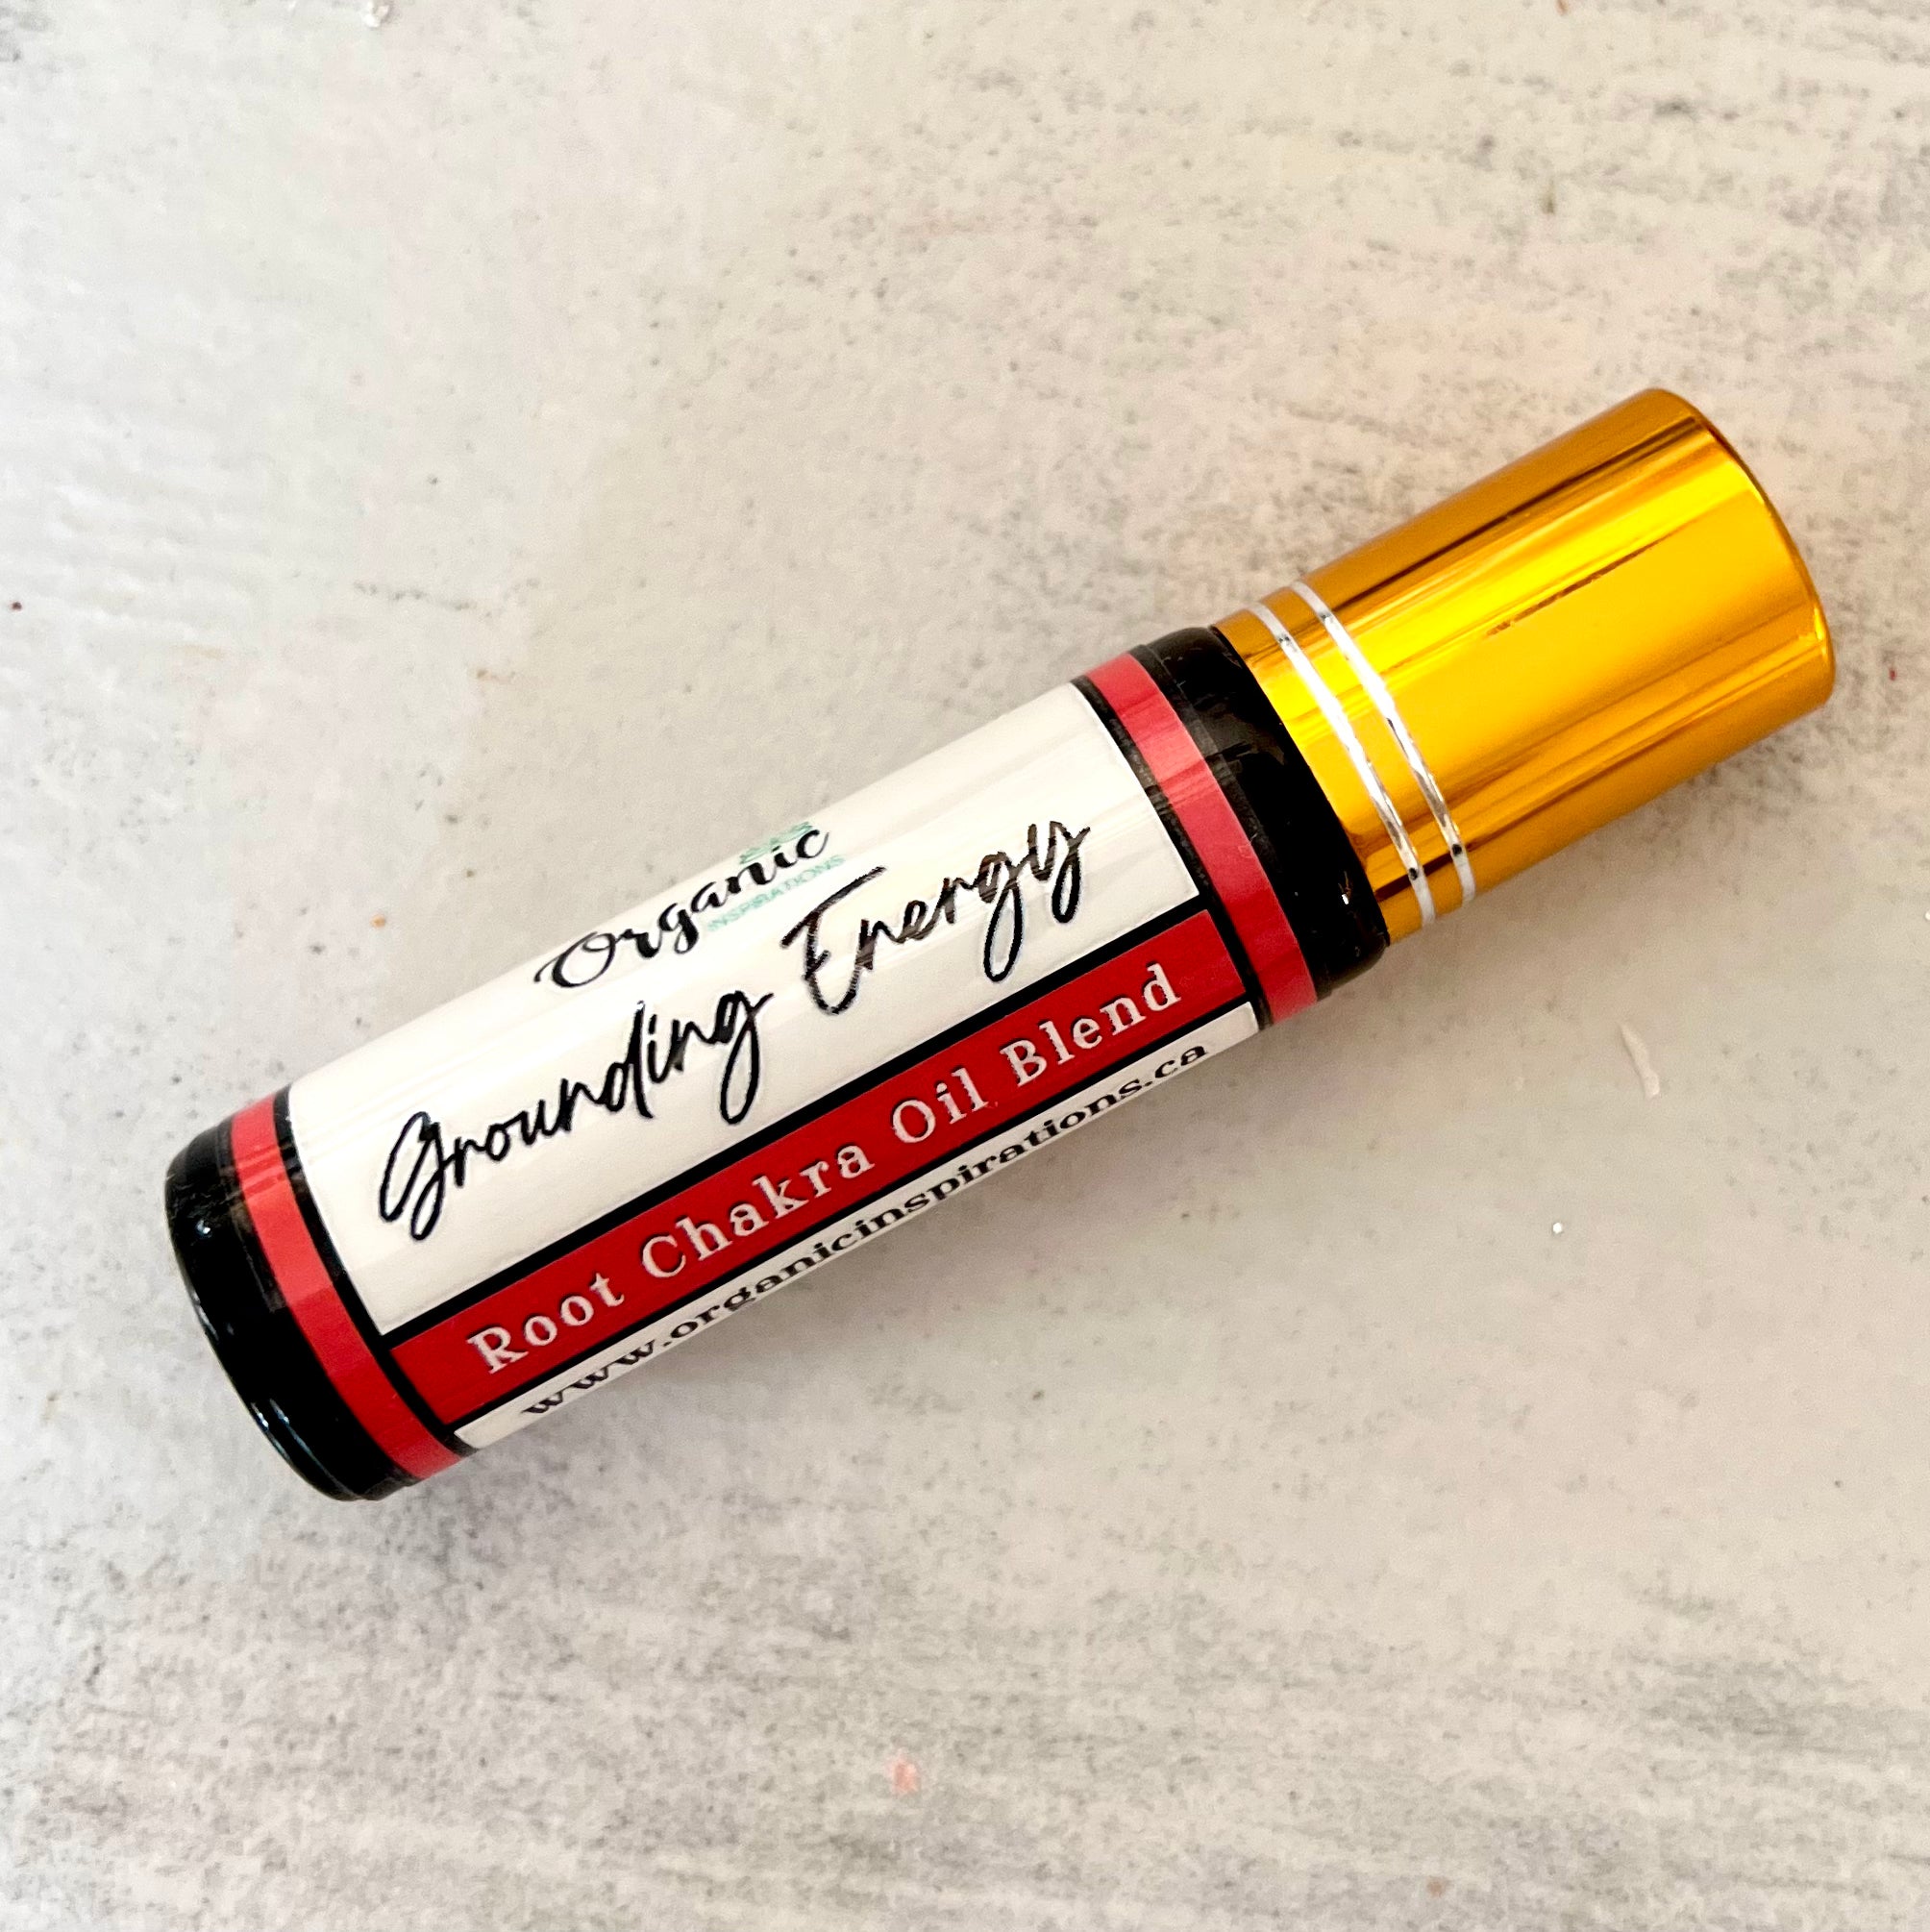 Organic
INSPIRATIONS
Grounding Energy
Root Chakra Oil Blend
www.organicinspirations.ca